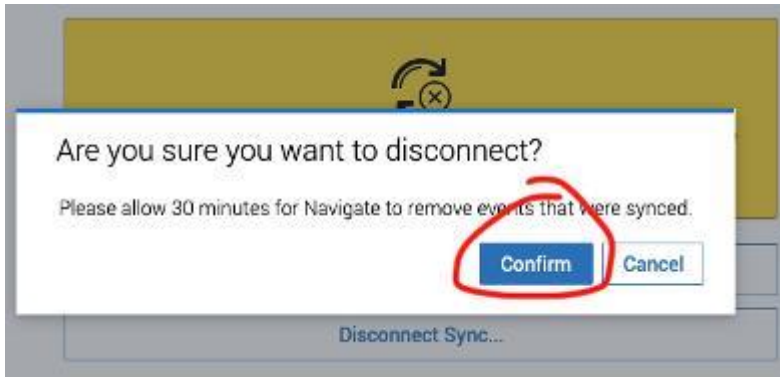 Are you sure you want to disconnect?
Please allow 30 minutes for Navigate to remove events that were synced.
Confirm
Cancel
Disconnect Sync...